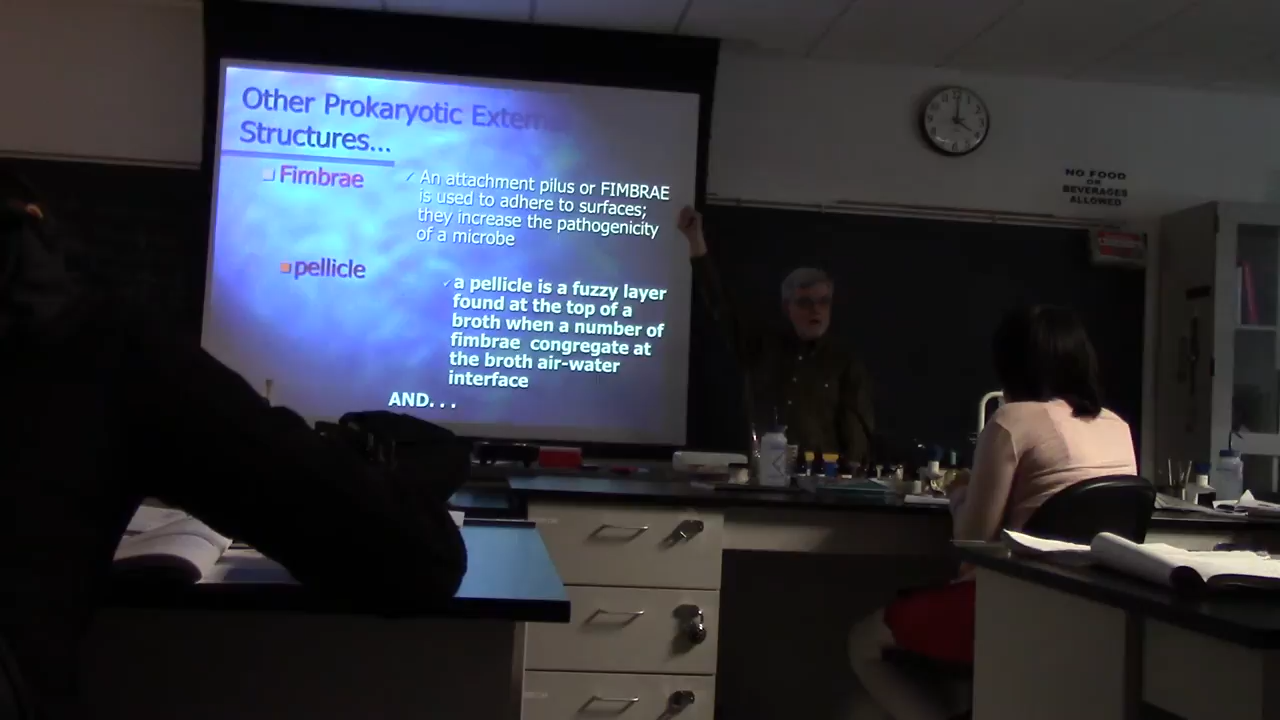 Other Prokaryotic External
Structures...
Fimbrae
An attachment pilus or FIMBRAE
is used to adhere to surfaces;
they increase the pathogenicity
of a microbe
pellicle
a pellicle is a fuzzy layer
found at the top of a
broth when a number of
fimbrae congregate at
the broth air-water
interface
AND. . .
NO FOOD
OR
BEVERAGES
ALLOWED